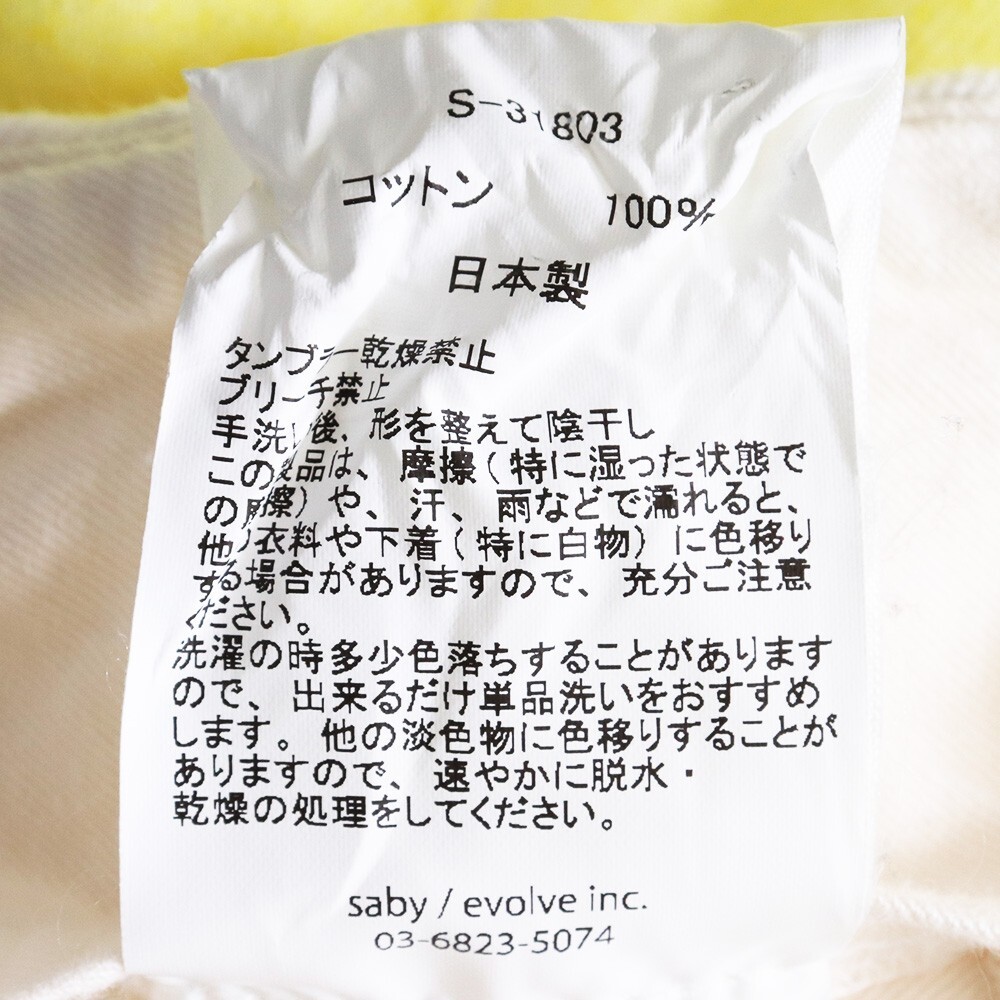 S-31803
コットン 100%
日本製
タンブラー乾燥禁止
ブリーチ禁止
手洗い後、形を整えて陰干し
この製品は、摩擦(特に湿った状態で
の摩擦)や、汗、雨などで濡れると、
他の衣料や下着(特に白物)に色移り
する場合がありますので、充分ご注意
ください。
洗濯の時多少色落ちすることがあります
ので、出来るだけ単品洗いをおすすめ
します。他の淡色物に色移りすることが
ありますので、速やかに脱水・
乾燥の処理をしてください。
saby / evolve inc.
03-6823-5074